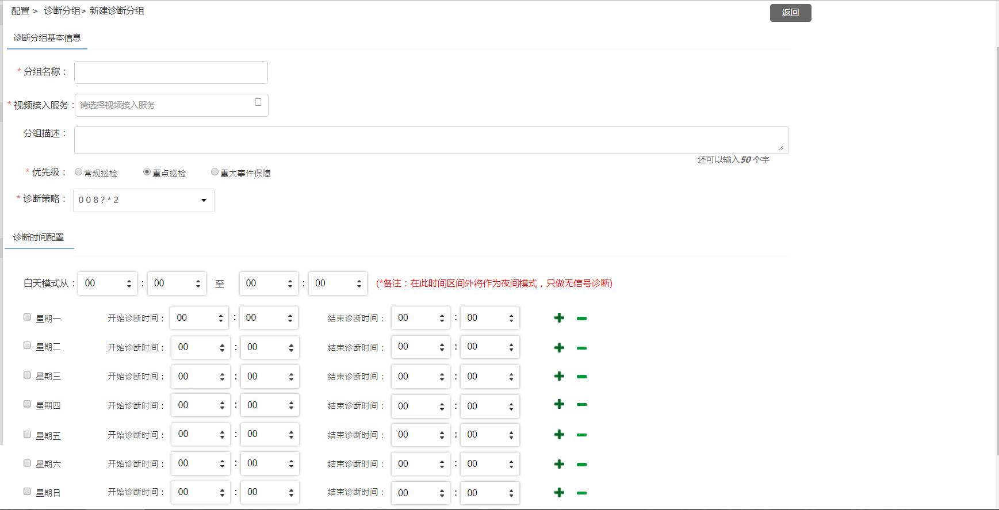 配置 > 诊断分组> 新建诊断分组 返回
诊断分组基本信息
* 分组名称：
* 视频接入服务： 请选择视频接入服务
分组描述：
还可以输入50个字
* 优先级： 常规巡检 重点巡检 重大事件保障
* 诊断策略： 008?*2
诊断时间配置
白天模式从： 00 : 00 至 00 : 00 (*备注：在此时间区间外将作为夜间模式，只做无信号诊断)
星期一 开始诊断时间： 00 : 00 结束诊断时间： 00 : 00
星期二 开始诊断时间： 00 : 00 结束诊断时间： 00 : 00
星期三 开始诊断时间： 00 : 00 结束诊断时间： 00 : 00
星期四 开始诊断时间： 00 : 00 结束诊断时间： 00 : 00
星期五 开始诊断时间： 00 : 00 结束诊断时间： 00 : 00
星期六 开始诊断时间： 00 : 00 结束诊断时间： 00 : 00
星期日 开始诊断时间： 00 : 00 结束诊断时间： 00 : 00